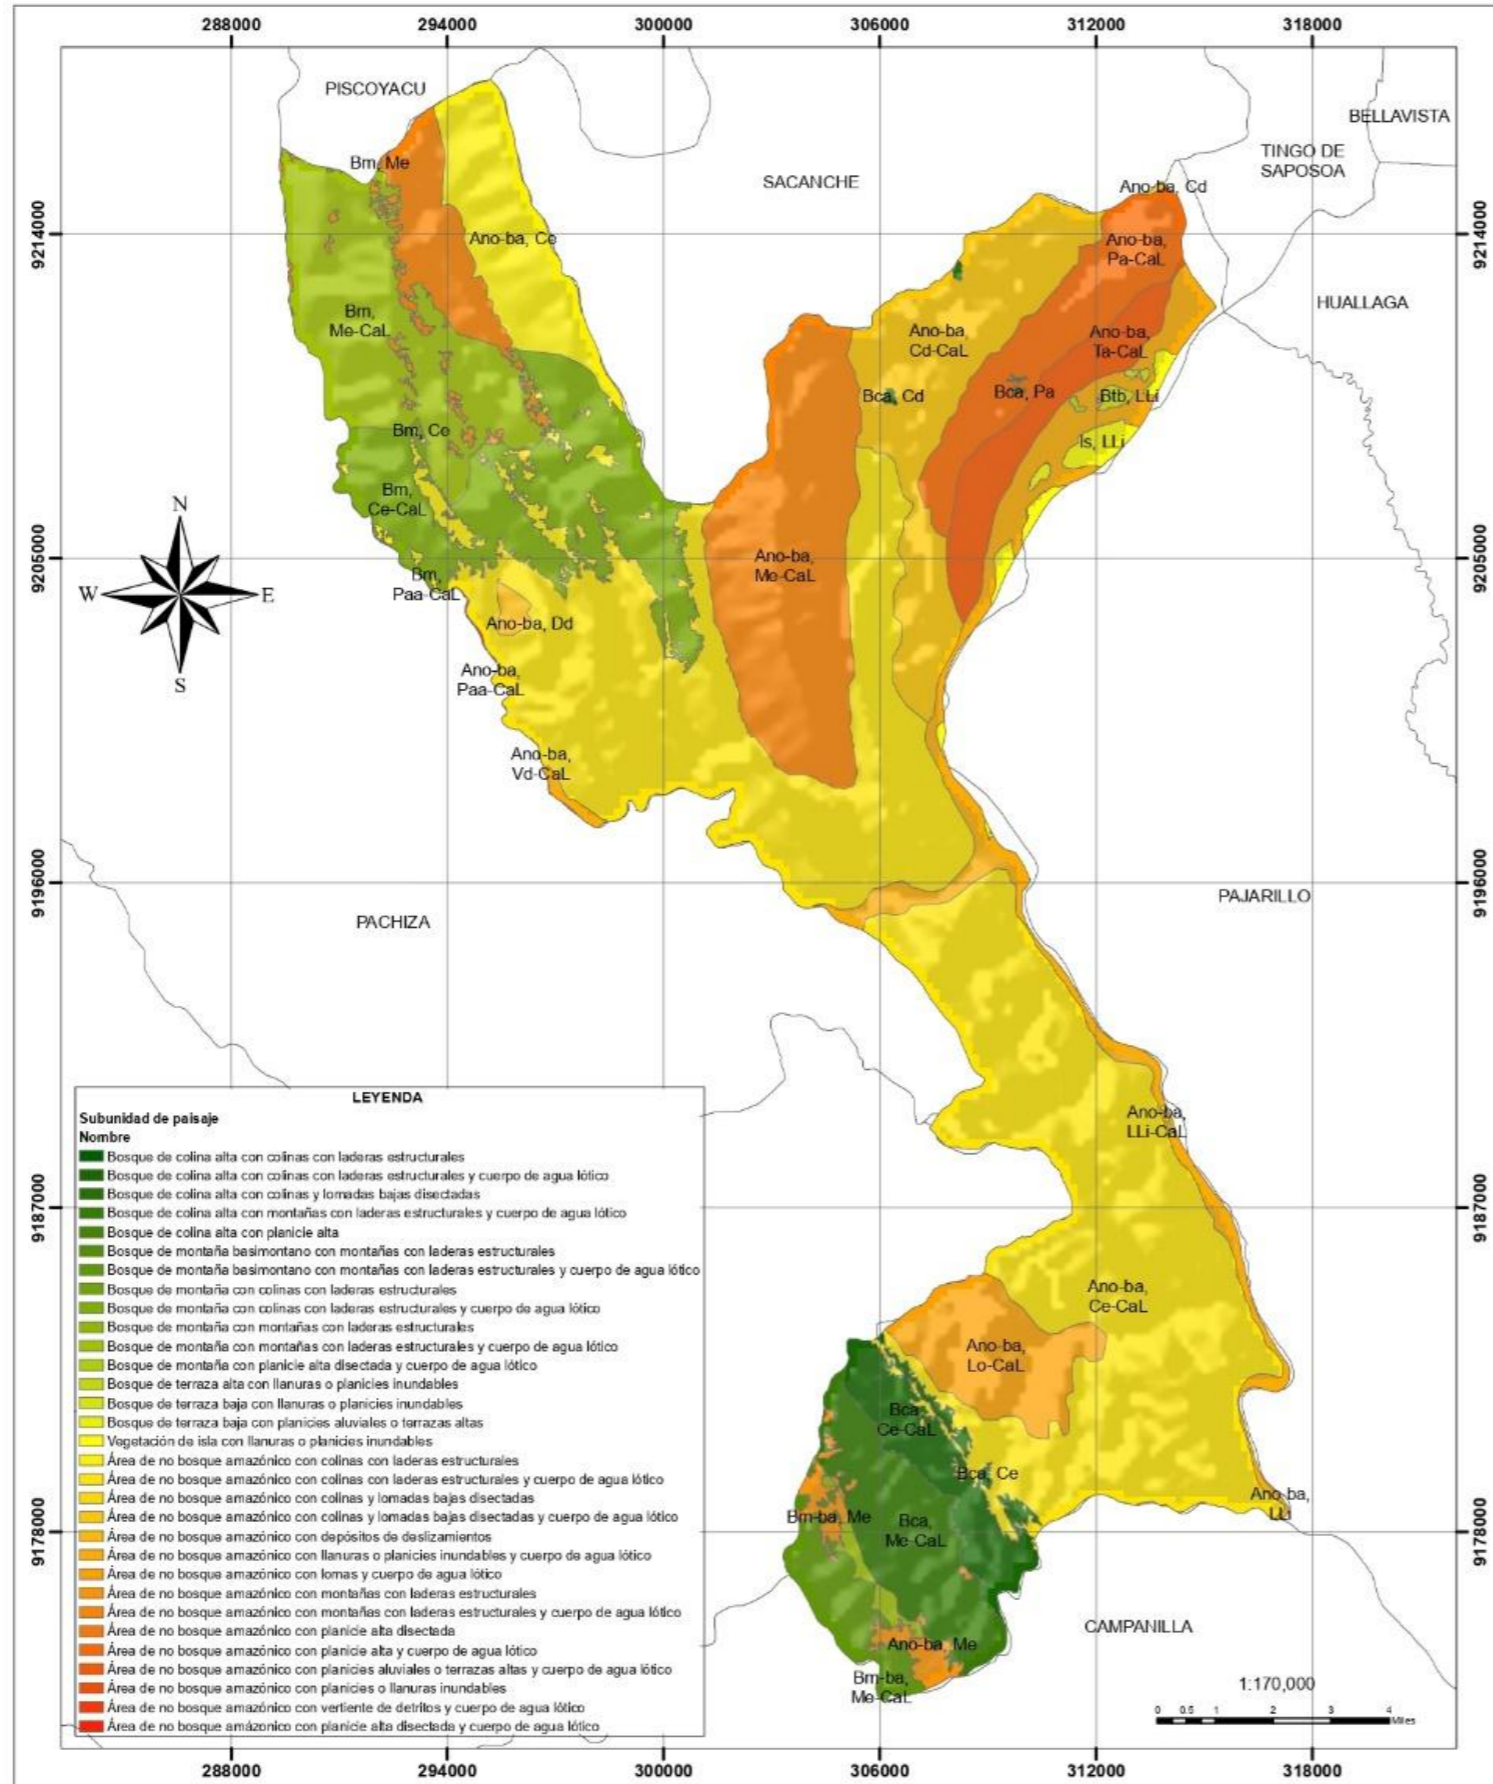 288000 294000 300000 306000 312000 318000
PISCOYACU
BELLAVISTA
TINGO DE
SAPOSOA
Bm, Me
SACANCHE
Ano-ba, Cd
9214000
Ano-ba, Ce
Ano-ba,
Pa-CaL
9214000
HUALLAGA
Bm,
Me-CaL
Ano-ba,
Cd-CaL
Ano-ba,
Ta-CaL
Bca, Cd
Bca, Pa
Btb, LLi
Bm, Ce
Is, LLi
Bm,
Ce-CaL
N
W
E
S
9205000
Ano-ba,
Me-CaL
9205000
Bm,
Paa-CaL
Ano-ba, Dd
Ano-ba,
Paa-CaL
Ano-ba,
Vd-CaL
9196000
9196000
PACHIZA
PAJARILLO
Ano-ba,
LLi-CaL
9187000
9187000
Ano-ba,
Ce-CaL
Ano-ba,
Lo-CaL
Bca,
Ce-CaL
Bca, Ce
Ano-ba,
LLi
9178000
Bm-ba, Me
Bca,
Me-CaL
9178000
Ano-ba, Me
CAMPANILLA
Bm-ba,
Me-CaL
LEYENDA
Subunidad de paisaje
Nombre
Bosque de colina alta con colinas con laderas estructurales
Bosque de colina alta con colinas con laderas estructurales y cuerpo de agua lótico
Bosque de colina alta con colinas y lomadas bajas disectadas
Bosque de colina alta con montañas con laderas estructurales y cuerpo de agua lótico
Bosque de colina alta con planicie alta
Bosque de montaña basimontano con montañas con laderas estructurales
Bosque de montaña basimontano con montañas con laderas estructurales y cuerpo de agua lótico
Bosque de montaña con colinas con laderas estructurales
Bosque de montaña con colinas con laderas estructurales y cuerpo de agua lótico
Bosque de montaña con montañas con laderas estructurales
Bosque de montaña con montañas con laderas estructurales y cuerpo de agua lótico
Bosque de montaña con planicie alta disectada y cuerpo de agua lótico
Bosque de terraza alta con llanuras o planicies inundables
Bosque de terraza baja con llanuras o planicies inundables
Bosque de terraza baja con planicies aluviales o terrazas altas
Vegetación de isla con llanuras o planicies inundables
Área de no bosque amazónico con colinas con laderas estructurales
Área de no bosque amazónico con colinas con laderas estructurales y cuerpo de agua lótico
Área de no bosque amazónico con colinas y lomadas bajas disectadas
Área de no bosque amazónico con colinas y lomadas bajas disectadas y cuerpo de agua lótico
Área de no bosque amazónico con depósitos de deslizamientos
Área de no bosque amazónico con llanuras o planicies inundables y cuerpo de agua lótico
Área de no bosque amazónico con lomas y cuerpo de agua lótico
Área de no bosque amazónico con montañas con laderas estructurales
Área de no bosque amazónico con montañas con laderas estructurales y cuerpo de agua lótico
Área de no bosque amazónico con planicie alta disectada
Área de no bosque amazónico con planicie alta y cuerpo de agua lótico
Área de no bosque amazónico con planicies aluviales o terrazas altas y cuerpo de agua lótico
Área de no bosque amazónico con planicies o llanuras inundables
Área de no bosque amazónico con vertiente de detritos y cuerpo de agua lótico
Área de no bosque amázonico con planicie alta disectada y cuerpo de agua lótico
1:170,000
0 0.5 1 2 3 4
Miles
288000 294000 300000 306000 312000 318000